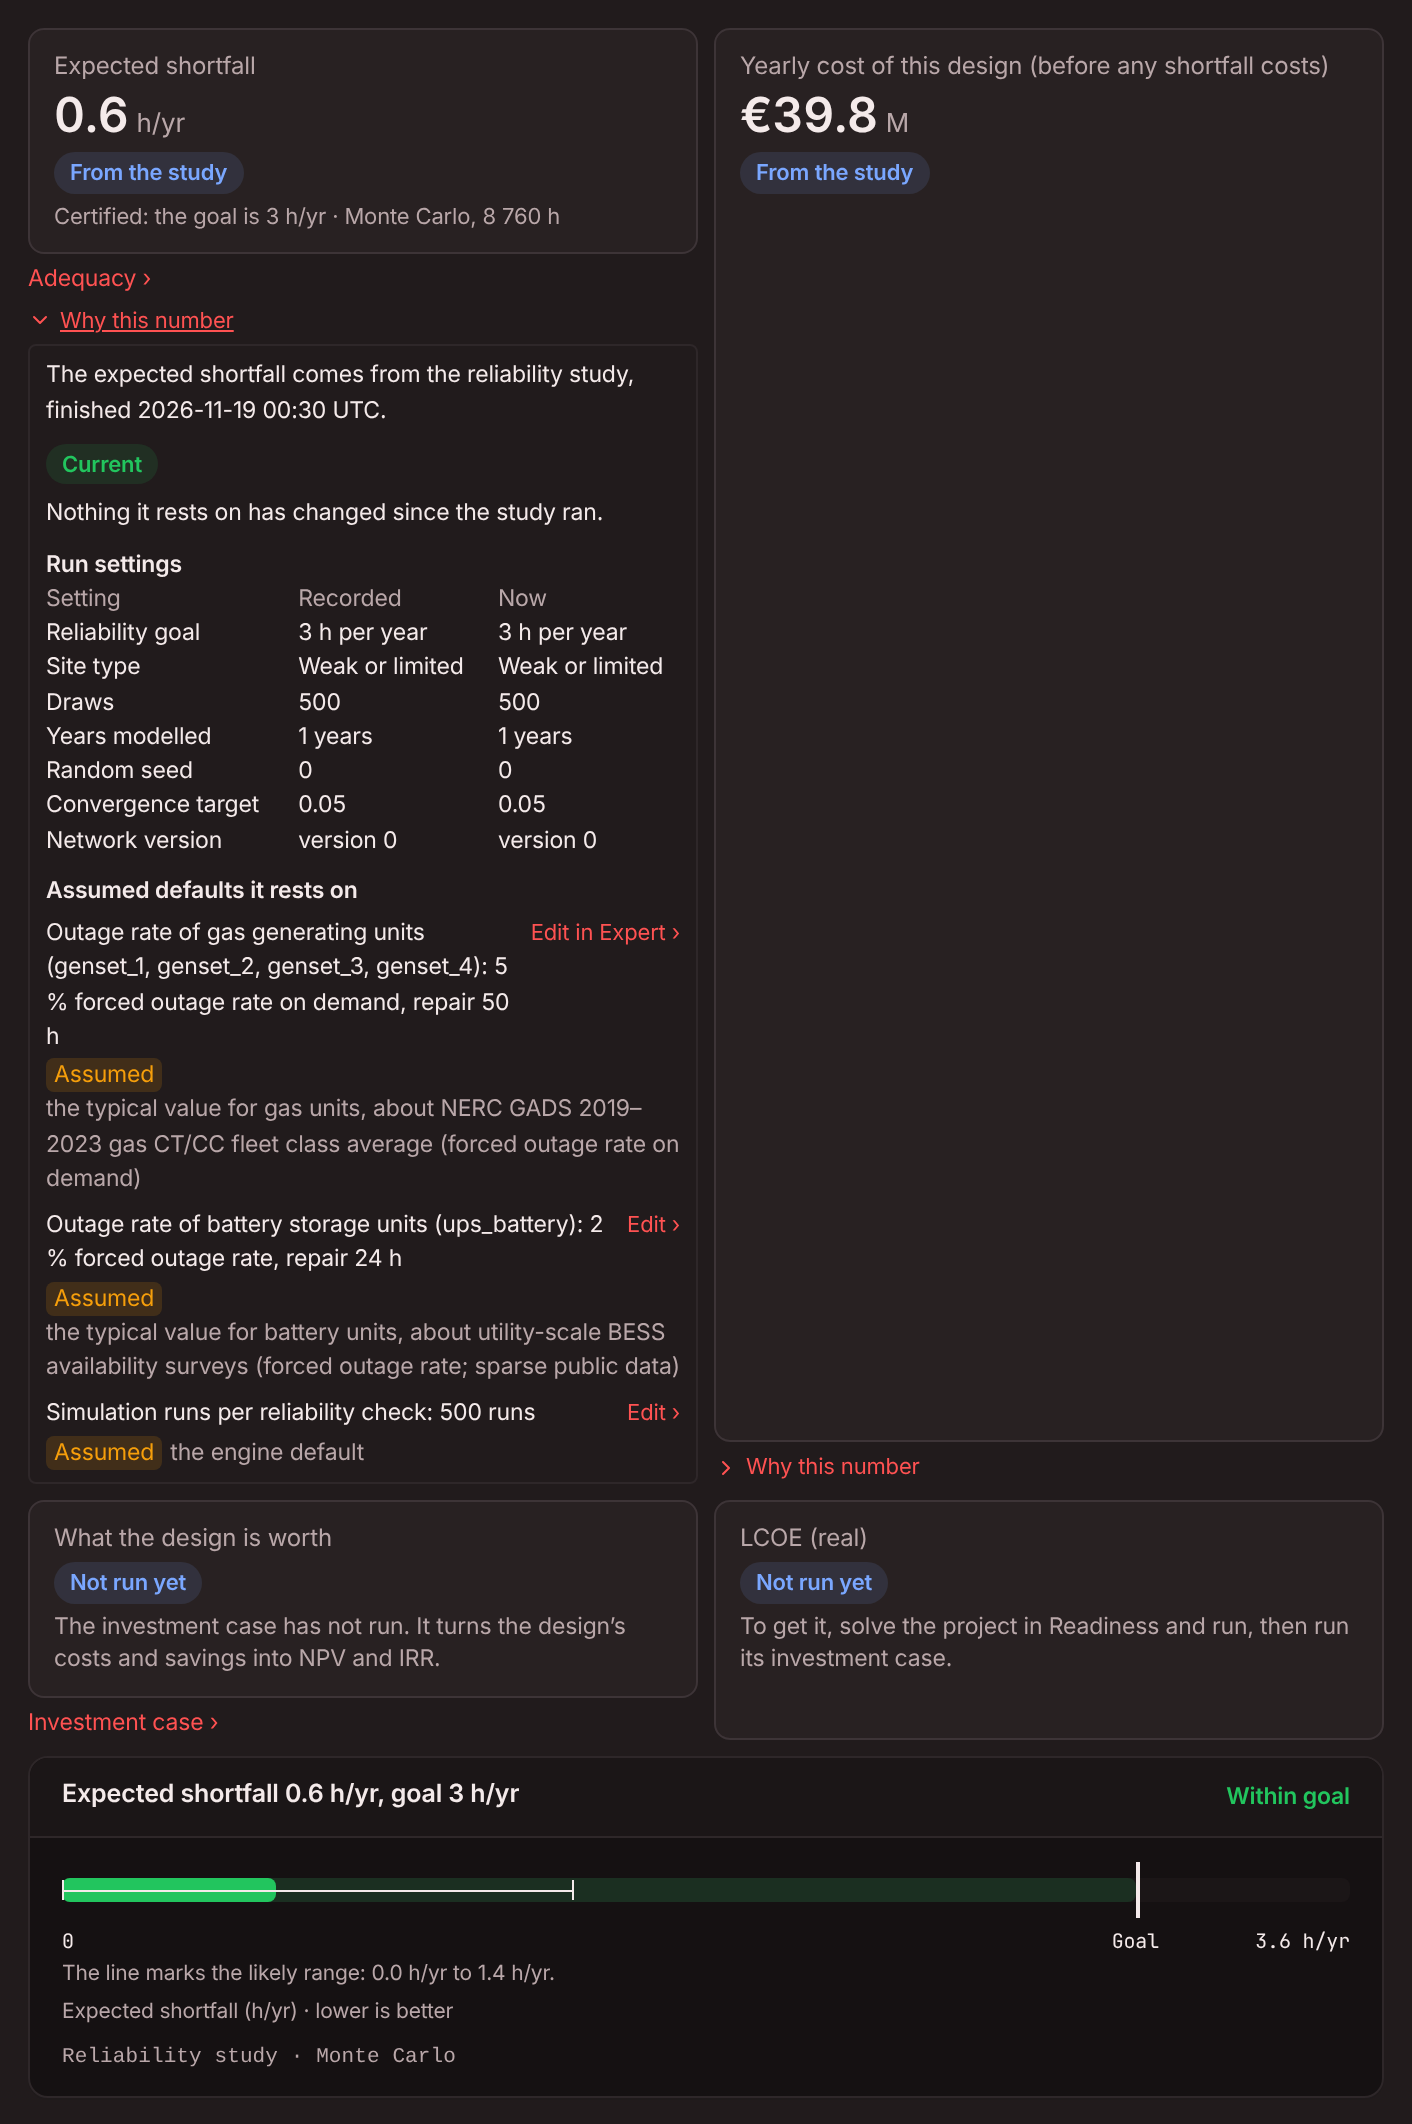 Expected shortfall
0.6 h/yr
From the study
Certified: the goal is 3 h/yr · Monte Carlo, 8 760 h
Adequacy ›
Why this number
The expected shortfall comes from the reliability study,
finished 2026-11-19 00:30 UTC.
Current
Nothing it rests on has changed since the study ran.
Run settings
Setting Recorded Now
Reliability goal 3 h per year 3 h per year
Site type Weak or limited Weak or limited
Draws 500 500
Years modelled 1 years 1 years
Random seed 0 0
Convergence target 0.05 0.05
Network version version 0 version 0
Assumed defaults it rests on
Outage rate of gas generating units Edit in Expert ›
(genset_1, genset_2, genset_3, genset_4): 5
% forced outage rate on demand, repair 50
h
Assumed
the typical value for gas units, about NERC GADS 2019–
2023 gas CT/CC fleet class average (forced outage rate on
demand)
Outage rate of battery storage units (ups_battery): 2 Edit ›
% forced outage rate, repair 24 h
Assumed
the typical value for battery units, about utility-scale BESS
availability surveys (forced outage rate; sparse public data)
Simulation runs per reliability check: 500 runs Edit ›
Assumed the engine default
Yearly cost of this design (before any shortfall costs)
€39.8 M
From the study
Why this number
What the design is worth
Not run yet
The investment case has not run. It turns the design’s
costs and savings into NPV and IRR.
Investment case ›
LCOE (real)
Not run yet
To get it, solve the project in Readiness and run, then run
its investment case.
Expected shortfall 0.6 h/yr, goal 3 h/yr Within goal
0 Goal 3.6 h/yr
The line marks the likely range: 0.0 h/yr to 1.4 h/yr.
Expected shortfall (h/yr) · lower is better
Reliability study · Monte Carlo